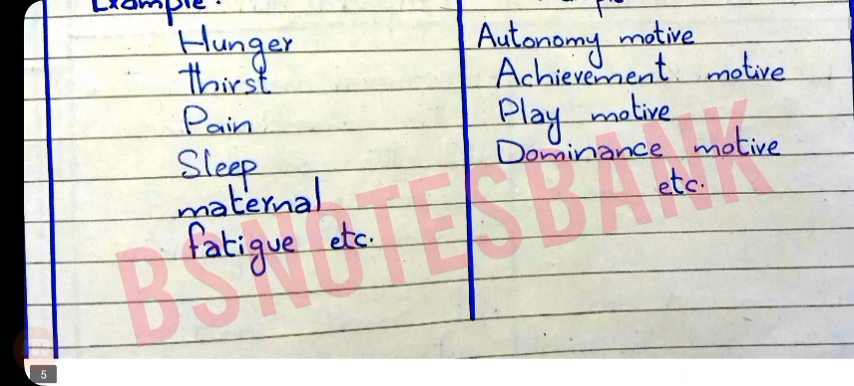 Example:
Hunger
thirst
Pain
Sleep
maternal
fatigue etc.
Autonomy motive
Achievement motive
Play motive
Dominance motive
etc.
BSNOTESBANK
5